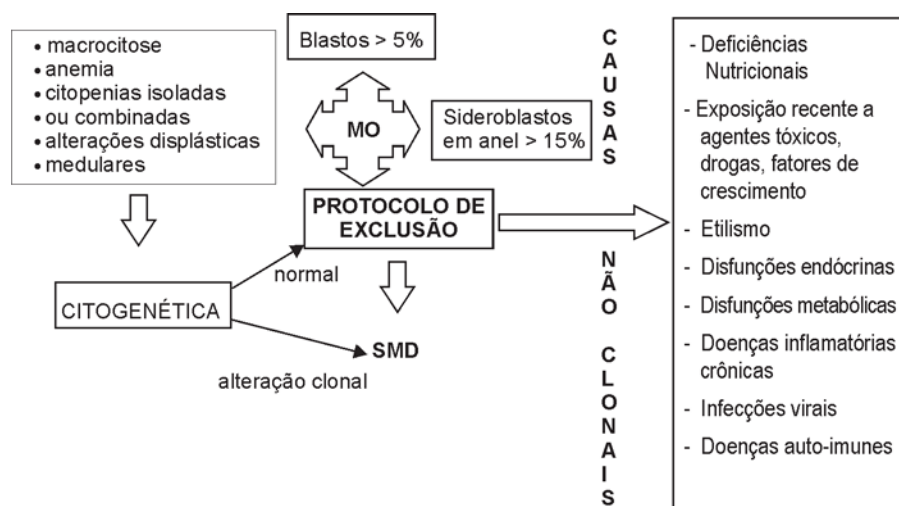 • macrocitose
• anemia
• citopenias isoladas
• ou combinadas
• alterações displásticas
• medulares
Blastos > 5%
MO
Sideroblastos
em anel > 15%
PROTOCOLO DE
EXCLUSÃO
CITOGENÉTICA
normal
alteração clonal
SMD
C
A
U
S
A
S
N
Ã
O
C
L
O
N
A
I
S
- Deficiências
Nutricionais
- Exposição recente a
agentes tóxicos,
drogas, fatores de
crescimento
- Etilismo
- Disfunções endócrinas
- Disfunções metabólicas
- Doenças inflamatórias
crônicas
- Infecções virais
- Doenças auto-imunes